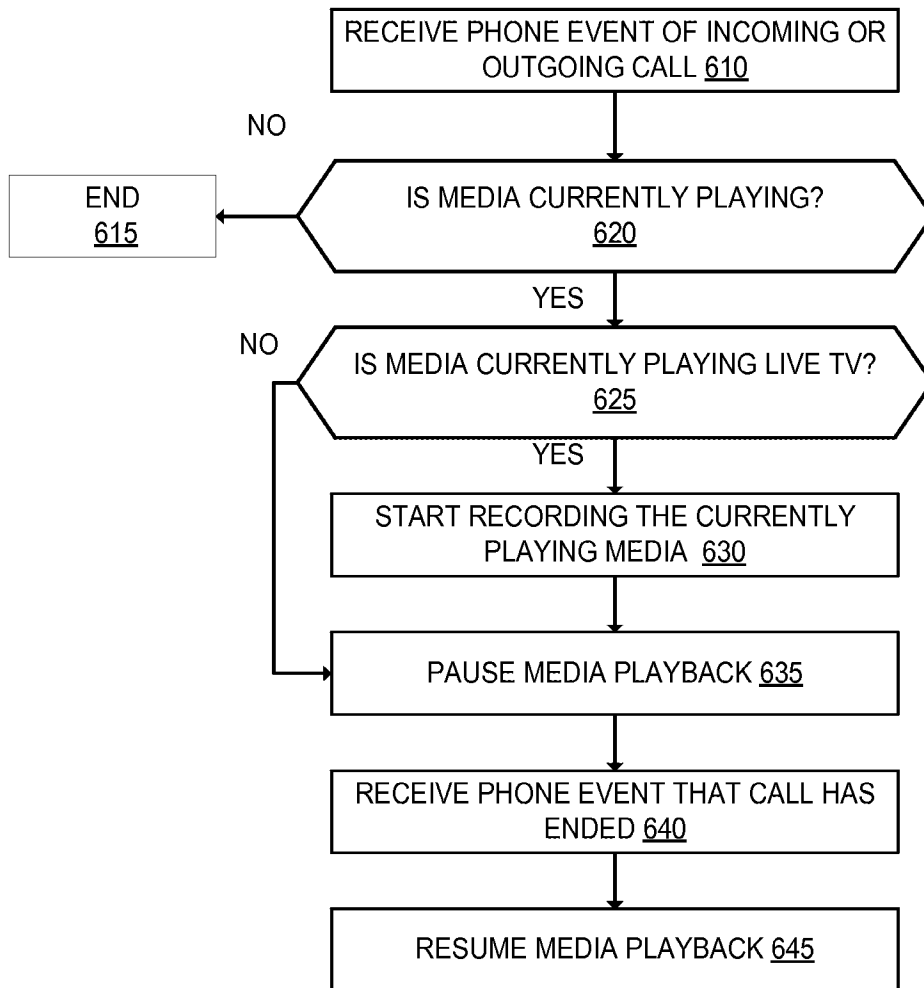 RECEIVE PHONE EVENT OF INCOMING OR
OUTGOING CALL 610
NO
IS MEDIA CURRENTLY PLAYING?
620
END
615
YES
NO
IS MEDIA CURRENTLY PLAYING LIVE TV?
625
YES
START RECORDING THE CURRENTLY
PLAYING MEDIA 630
PAUSE MEDIA PLAYBACK 635
RECEIVE PHONE EVENT THAT CALL HAS
ENDED 640
RESUME MEDIA PLAYBACK 645